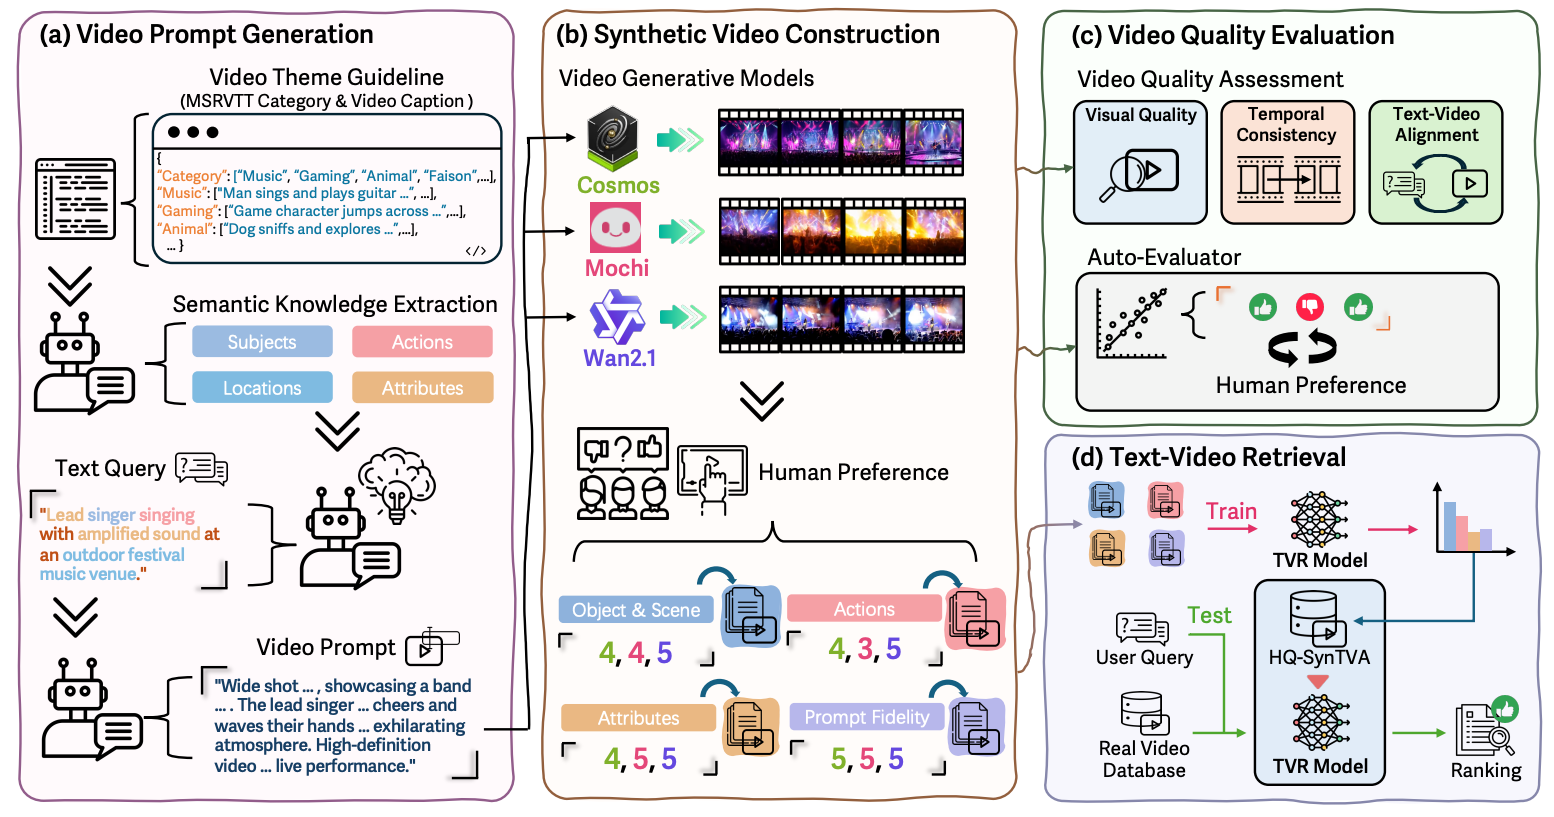 (a) Video Prompt Generation
Video Theme Guideline
(MSRVTT Category & Video Caption )
{
“Category”: [“Music”, “Gaming”, “Animal”, “Faison”,...],
“Music”: ["Man sings and plays guitar ...”, ...],
“Gaming”: [“Game character jumps across ...”,...],
“Animal”: [“Dog sniffs and explores ...”,...],
... }
</>
Semantic Knowledge Extraction
Subjects
Actions
Locations
Attributes
Text Query
"Lead singer singing
with amplified sound at
an outdoor festival
music venue."
Video Prompt
"Wide shot ... , showcasing a band
... . The lead singer ... cheers and
waves their hands ... exhilarating
atmosphere. High-definition
video ... live performance."
(b) Synthetic Video Construction
Video Generative Models
Cosmos
Mochi
Wan2.1
Human Preference
Object & Scene
4, 4, 5
Actions
4, 3, 5
Attributes
4, 5, 5
Prompt Fidelity
5, 5, 5
(c) Video Quality Evaluation
Video Quality Assessment
Visual Quality
Temporal
Consistency
Text-Video
Alignment
Auto-Evaluator
Human Preference
(d) Text-Video Retrieval
Train
TVR Model
Test
User Query
HQ-SynTVA
Real Video
Database
TVR Model
Ranking